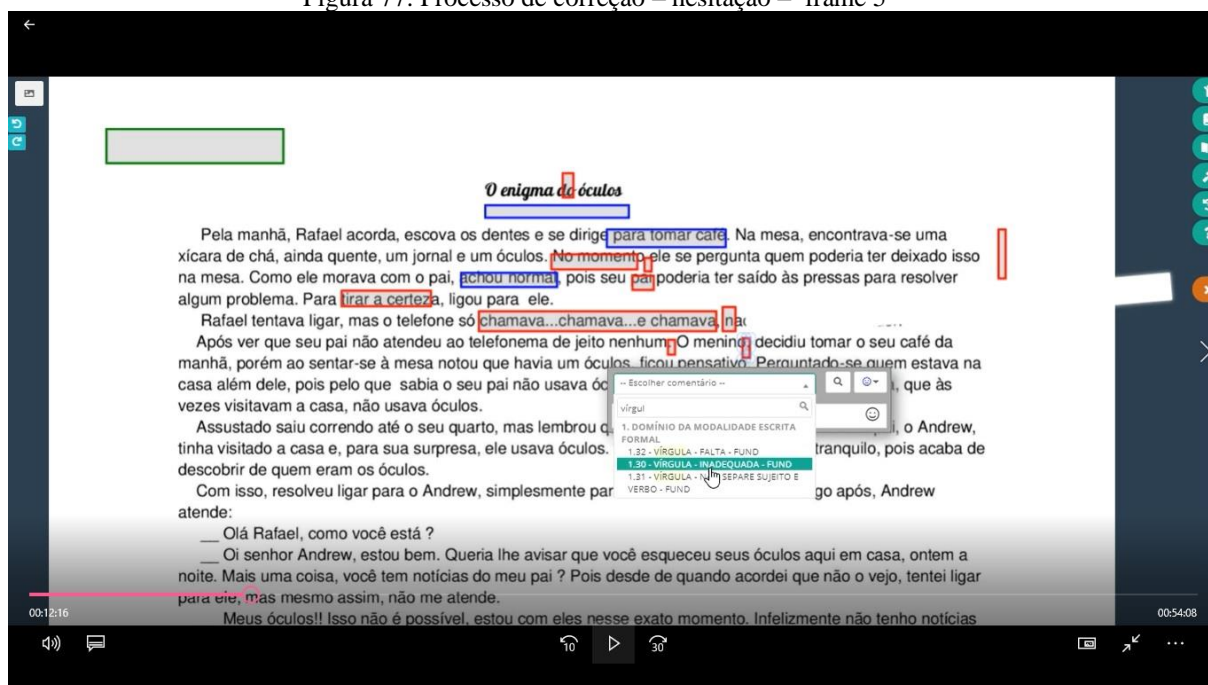 Figura 77: Processo de correção – hesitação – frame 5
O enigma do óculos
Pela manhã, Rafael acorda, escova os dentes e se dirige para tomar café. Na mesa, encontrava-se uma
xícara de chá, ainda quente, um jornal e um óculos. No momento ele se pergunta quem poderia ter deixado isso
na mesa. Como ele morava com o pai, achou normal, pois seu pai poderia ter saído às pressas para resolver
algum problema. Para tirar a certeza, ligou para ele.
Rafael tentava ligar, mas o telefone só chamava...chamava...e chamava,
Após ver que seu pai não atendeu ao telefonema de jeito nenhum. O menino, decidiu tomar o seu café da
manhã, porém ao sentar-se à mesa notou que havia um óculos, ficou pensativo. Perguntado-se quem estava na
casa além dele, pois pelo que sabia o seu pai não usava , que às
vezes visitavam a casa, não usava óculos.
Assustado saiu correndo até o seu quarto, mas lembrou , o Andrew,
tinha visitado a casa e, para sua surpresa, ele usava óculos. tranquilo, pois acaba de
descobrir de quem eram os óculos.
Com isso, resolveu ligar para o Andrew, simplesmente após, Andrew
atende:
__ Olá Rafael, como você está ?
__ Oi senhor Andrew, estou bem. Queria lhe avisar que você esqueceu seus óculos aqui em casa, ontem a
noite. Mais uma coisa, você tem notícias do meu pai ? Pois desde de quando acordei que não o vejo, tentei ligar
para ele, mas mesmo assim, não me atende.
Meus óculos!! Isso não é possível, estou com eles nesse exato momento. Infelizmente não tenho notícias
-- Escolher comentário --
vírgul
1. DOMÍNIO DA MODALIDADE ESCRITA
FORMAL
1.32 - VÍRGULA - FALTA - FUND
1.30 - VÍRGULA - INADEQUADA - FUND
1.31 - VÍRGULA - SEPARE SUJEITO E
VERBO - FUND
00:12:16
00:54:08
10
30